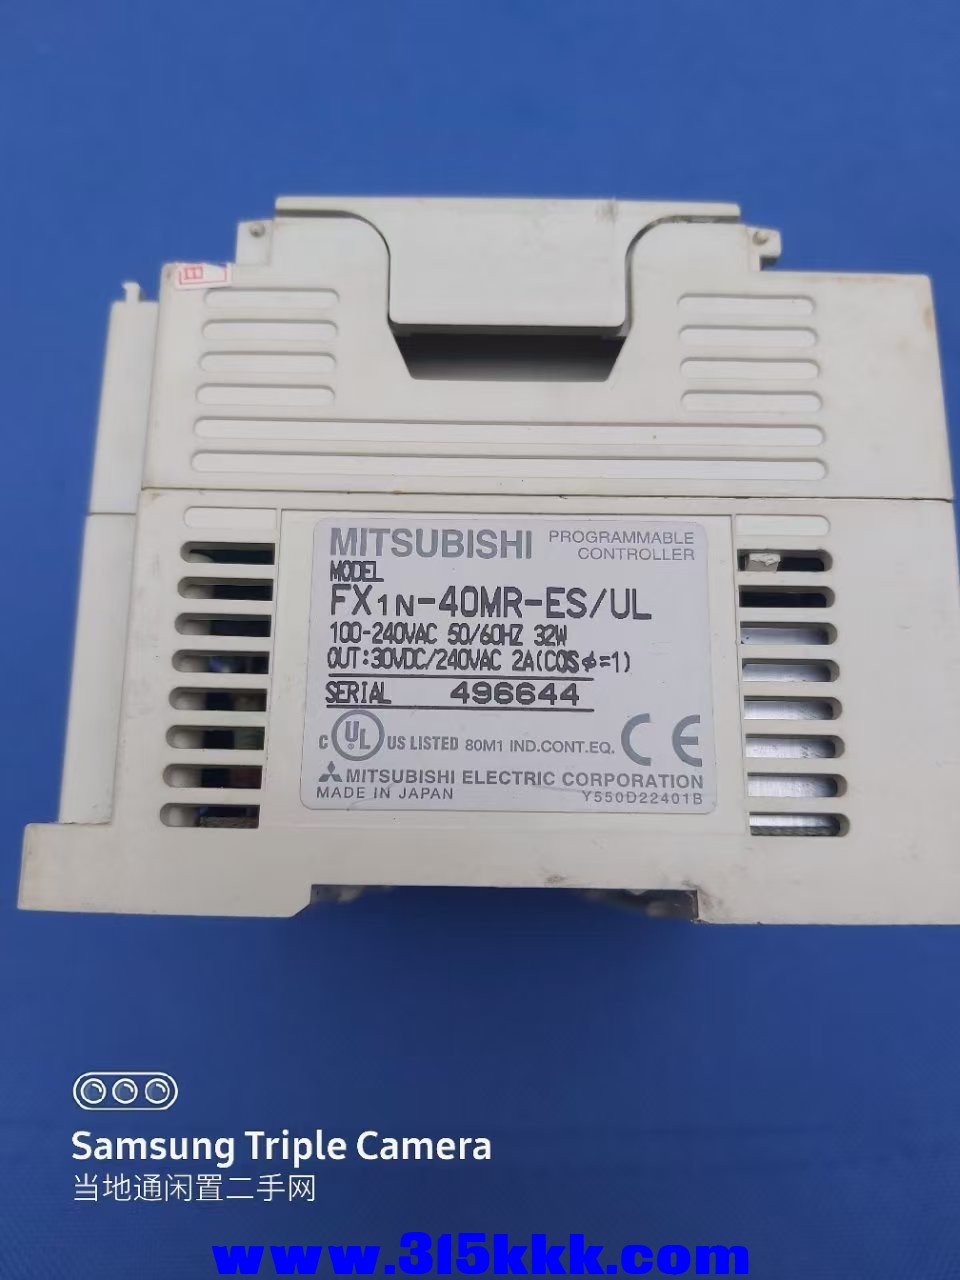 MITSUBISHI PROGRAMMABLE CONTROLLER
MODEL
FX1N-40MR-ES/UL
100-240VAC 50/60HZ 32W
OUT:30VDC/240VAC 2A(COSφ=1)
SERIAL 496644
C UL US LISTED 80M1 IND.CONT.EQ. CE
MITSUBISHI ELECTRIC CORPORATION
MADE IN JAPAN Y550D22401B
Samsung Triple Camera
当地通闲置二手网
www.315kkk.com